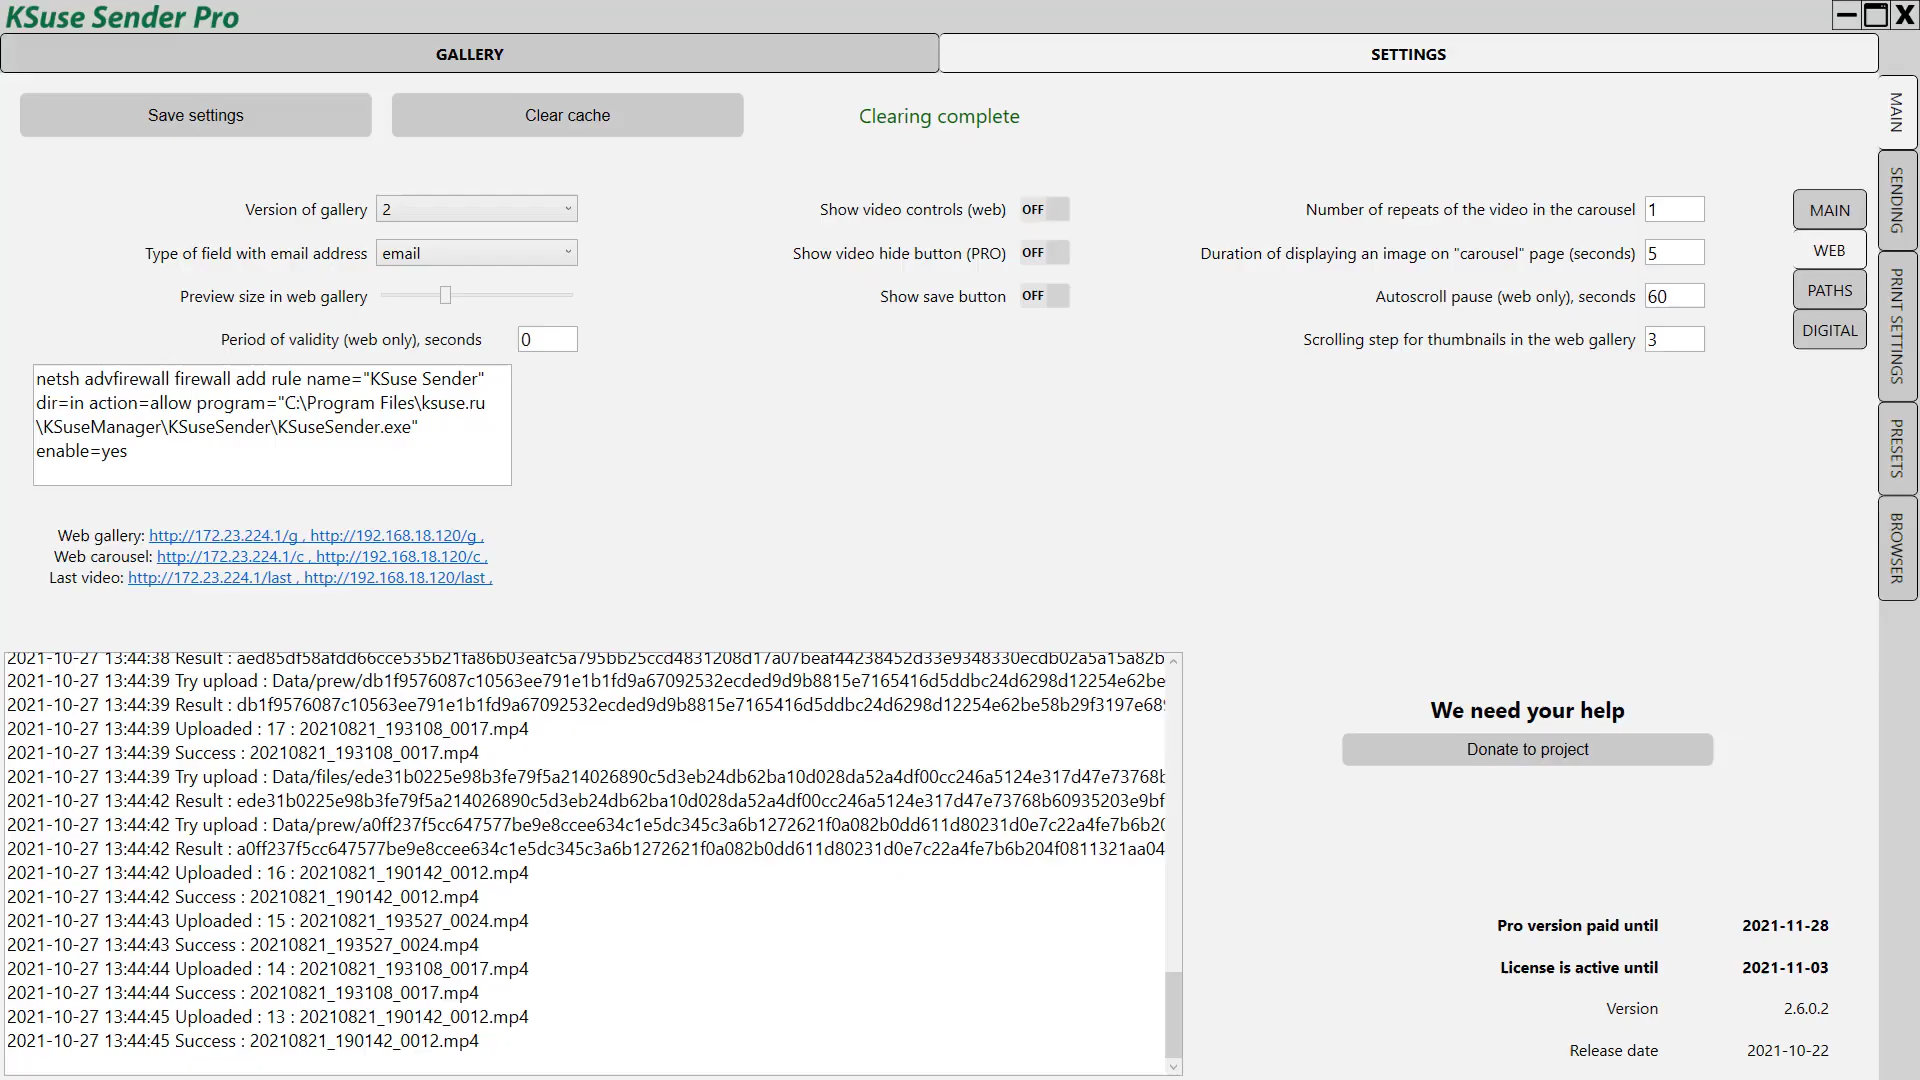 KSuse Sender Pro
GALLERY
SETTINGS
Save settings
Clear cache
Clearing complete
Version of gallery 2
Type of field with email address email
Preview size in web gallery
Period of validity (web only), seconds 0
Show video controls (web) OFF
Show video hide button (PRO) OFF
Show save button OFF
Number of repeats of the video in the carousel 1
Duration of displaying an image on "carousel" page (seconds) 5
Autoscroll pause (web only), seconds 60
Scrolling step for thumbnails in the web gallery 3
MAIN
WEB
PATHS
DIGITAL
MAIN
SENDING
PRINT SETTINGS
PRESETS
BROWSER
netsh advfirewall firewall add rule name="KSuse Sender"
dir=in action=allow program="C:\Program Files\ksuse.ru
\KSuseManager\KSuseSender\KSuseSender.exe"
enable=yes
Web gallery: http://172.23.224.1/g , http://192.168.18.120/g ,
Web carousel: http://172.23.224.1/c , http://192.168.18.120/c ,
Last video: http://172.23.224.1/last , http://192.168.18.120/last ,
2021-10-27 13:44:38 Result : aed85df58afdd66cce535b21fa86b03eafc5a795bb25ccd4831208d17a07beaf44238452d33e9348330ecdb02a5a15a82b
2021-10-27 13:44:39 Try upload : Data/prew/db1f9576087c10563ee791e1b1fd9a67092532ecded9d9b8815e7165416d5ddbc24d6298d12254e62be
2021-10-27 13:44:39 Result : db1f9576087c10563ee791e1b1fd9a67092532ecded9d9b8815e7165416d5ddbc24d6298d12254e62be58b29f3197e689
2021-10-27 13:44:39 Uploaded : 17 : 20210821_193108_0017.mp4
2021-10-27 13:44:39 Success : 20210821_193108_0017.mp4
2021-10-27 13:44:39 Try upload : Data/files/ede31b0225e98b3fe79f5a214026890c5d3eb24db62ba10d028da52a4df00cc246a5124e317d47e73768b
2021-10-27 13:44:42 Result : ede31b0225e98b3fe79f5a214026890c5d3eb24db62ba10d028da52a4df00cc246a5124e317d47e73768b60935203e9bf
2021-10-27 13:44:42 Try upload : Data/prew/a0ff237f5cc647577be9e8ccee634c1e5dc345c3a6b1272621f0a082b0dd611d80231d0e7c22a4fe7b6b20
2021-10-27 13:44:42 Result : a0ff237f5cc647577be9e8ccee634c1e5dc345c3a6b1272621f0a082b0dd611d80231d0e7c22a4fe7b6b204f0811321aa04
2021-10-27 13:44:42 Uploaded : 16 : 20210821_190142_0012.mp4
2021-10-27 13:44:42 Success : 20210821_190142_0012.mp4
2021-10-27 13:44:43 Uploaded : 15 : 20210821_193527_0024.mp4
2021-10-27 13:44:43 Success : 20210821_193527_0024.mp4
2021-10-27 13:44:44 Uploaded : 14 : 20210821_193108_0017.mp4
2021-10-27 13:44:44 Success : 20210821_193108_0017.mp4
2021-10-27 13:44:45 Uploaded : 13 : 20210821_190142_0012.mp4
2021-10-27 13:44:45 Success : 20210821_190142_0012.mp4
We need your help
Donate to project
Pro version paid until 2021-11-28
License is active until 2021-11-03
Version 2.6.0.2
Release date 2021-10-22